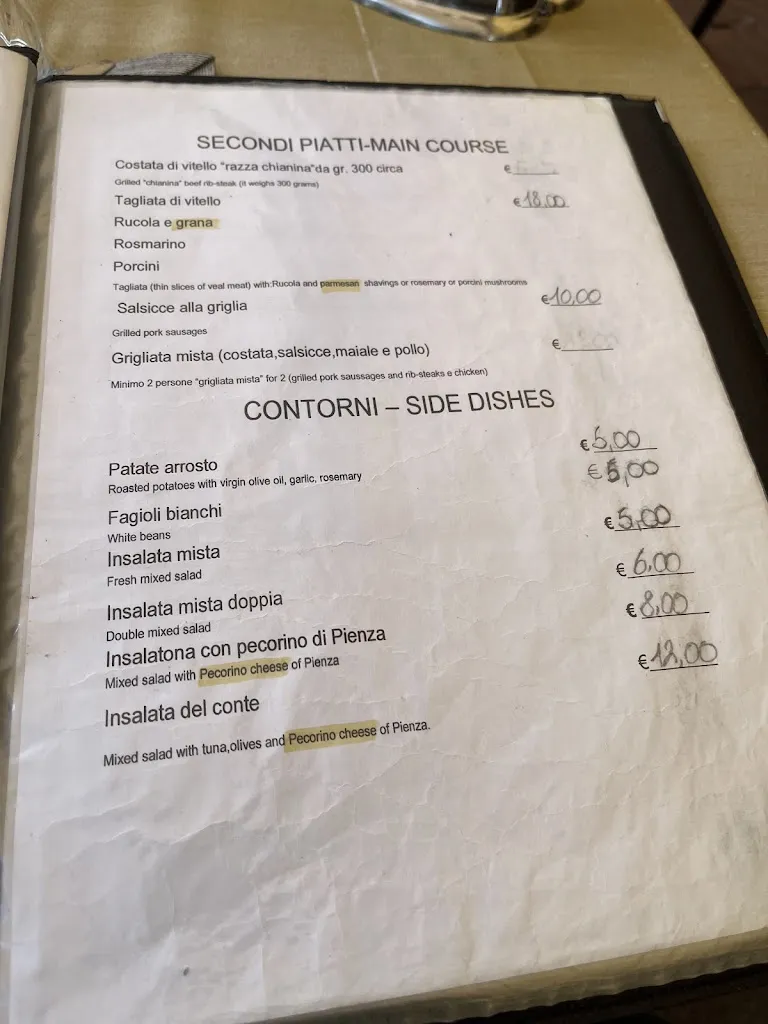 SECONDI PIATTI-MAIN COURSE
Costata di vitello "razza chianina"da gr. 300 circa €
Grilled "chianina" beef rib-steak (it weighs 300 grams)
Tagliata di vitello €18,00
Rucola e grana
Rosmarino
Porcini
Tagliata (thin slices of veal meat) with:Rucola and parmesan shavings or rosemary or porcini mushrooms
Salsicce alla griglia €10,00
Grilled pork sausages
Grigliata mista (costata,salsicce,maiale e pollo) €
Minimo 2 persone "grigliata mista" for 2 (grilled pork saussages and rib-steaks e chicken)
CONTORNI – SIDE DISHES
€5,00
Patate arrosto €5,00
Roasted potatoes with virgin olive oil, garlic, rosemary
Fagioli bianchi €5,00
White beans
Insalata mista €6,00
Fresh mixed salad
Insalata mista doppia €8,00
Double mixed salad
Insalatona con pecorino di Pienza €12,00
Mixed salad with Pecorino cheese of Pienza
Insalata del conte
Mixed salad with tuna,olives and Pecorino cheese of Pienza.